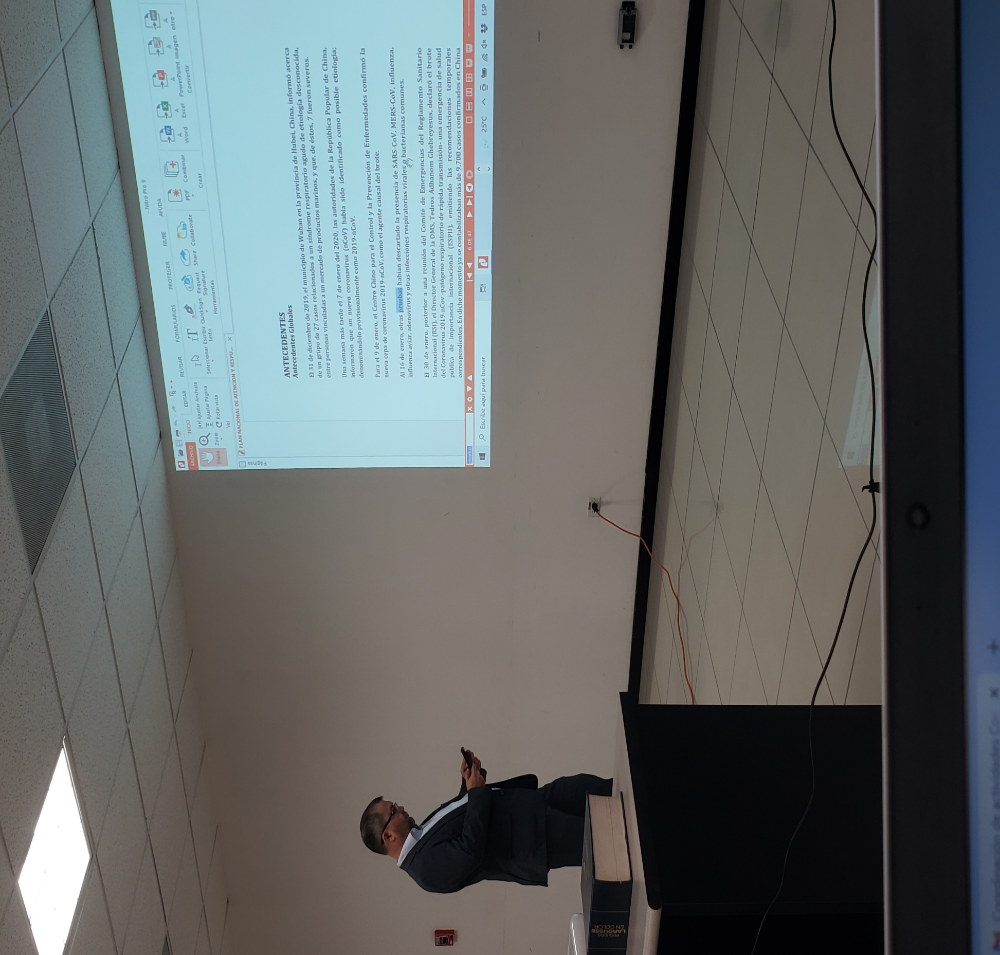 - Nitro Pro 9
ARCHIVO INICIO EDITAR REVISAR FORMULARIOS PROTEGER NUBE AYUDA
Mano
Zoom
Ajustar Anchura
Ajustar Página
Rotar vista
Ver
Seleccionar
Escribir texto
QuickSign
Request Signature
Share
Collaborate
Herramientas
PDF
Combinar
Crear
A Word
A Excel
A PowerPoint
A imagen
A otro
Convertir
PLAN NACIONAL DE ATENCION Y RESPU...
Páginas
ANTECEDENTES
Antecedentes Globales
El 31 de diciembre de 2019, el municipio de Wuhan en la provincia de Hubei, China, informó acerca
de un grupo de 27 casos relacionados a un síndrome respiratorio agudo de etiología desconocida,
entre personas vinculadas a un mercado de productos marinos, y que, de éstos, 7 fueron severos.
Una semana más tarde el 7 de enero del 2020, las autoridades de la República Popular de China,
informaron que un nuevo coronavirus (nCoV) había sido identificado como posible etiología;
denominándolo provisionalmente como 2019-nCoV.
Para el 9 de enero, el Centro Chino para el Control y la Prevención de Enfermedades confirmó la
nueva cepa de coronavirus 2019-nCoV, como el agente causal del brote.
Al 16 de enero, otras pruebas habían descartado la presencia de SARS-CoV, MERS-CoV, influenza,
influenza aviar, adenovirus y otras infecciones respiratorias virales o bacterianas comunes.
El 30 de enero, posterior a una reunión del Comité de Emergencias del Reglamento Sanitario
Internacional (RSI), el Director General de la OMS, Tedros Adhanom Ghebreyesus, declaró el brote
del Coronavirus 2019-nCov -patógeno respiratorio de rápida transmisión- una emergencia de salud
pública de importancia internacional (ESPII), emitiendo las recomendaciones temporales
correspondientes. En dicho momento ya se contabilizaban más de 9,700 casos confirmados en China
pruebas
6 DE 47
Escribe aquí para buscar
25°C
ESP
PEQUEÑO
LAROUSSE
EN COLOR
FIRE